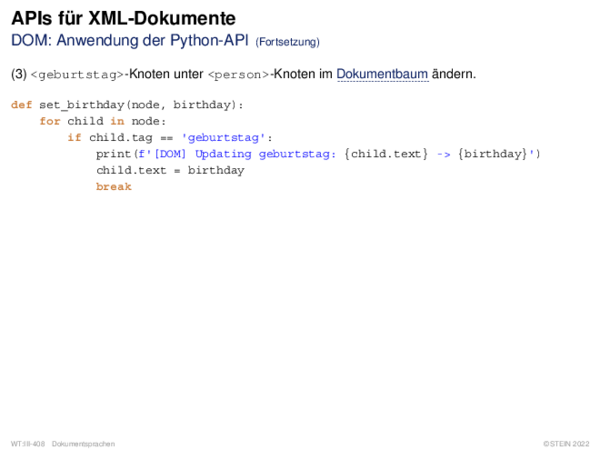 APIs für XML-Dokumente
DOM: Anwendung der Python-API (Fortsetzung)
(3) <geburtstag>-Knoten unter <person>-Knoten im Dokumentbaum ändern.
def set_birthday(node, birthday):
    for child in node:
        if child.tag == 'geburtstag':
            print(f'[DOM] Updating geburtstag: {child.text} -> {birthday}')
            child.text = birthday
            break
WT:III-408 Dokumentsprachen
©STEIN 2022